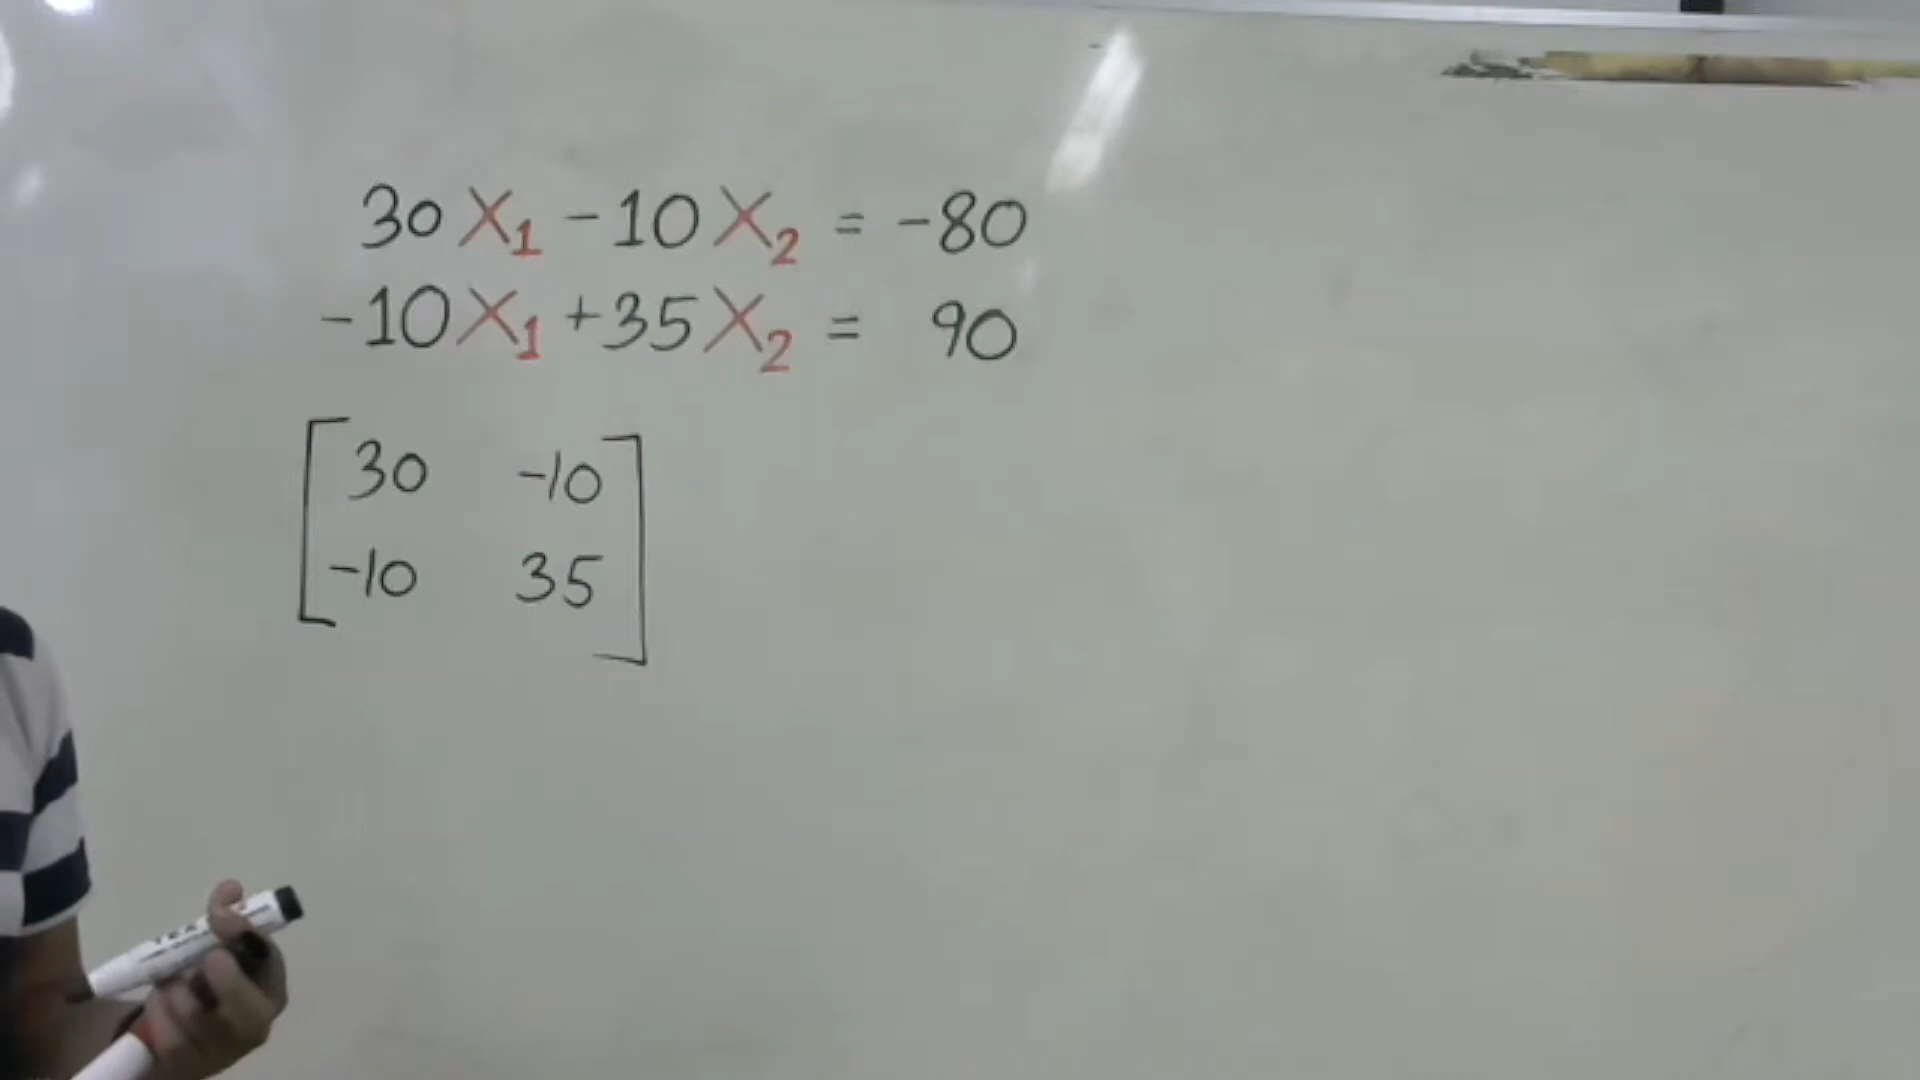 30X₁ -10X₂ = -80
-10X₁ +35X₂ = 90
30 -10
-10 35